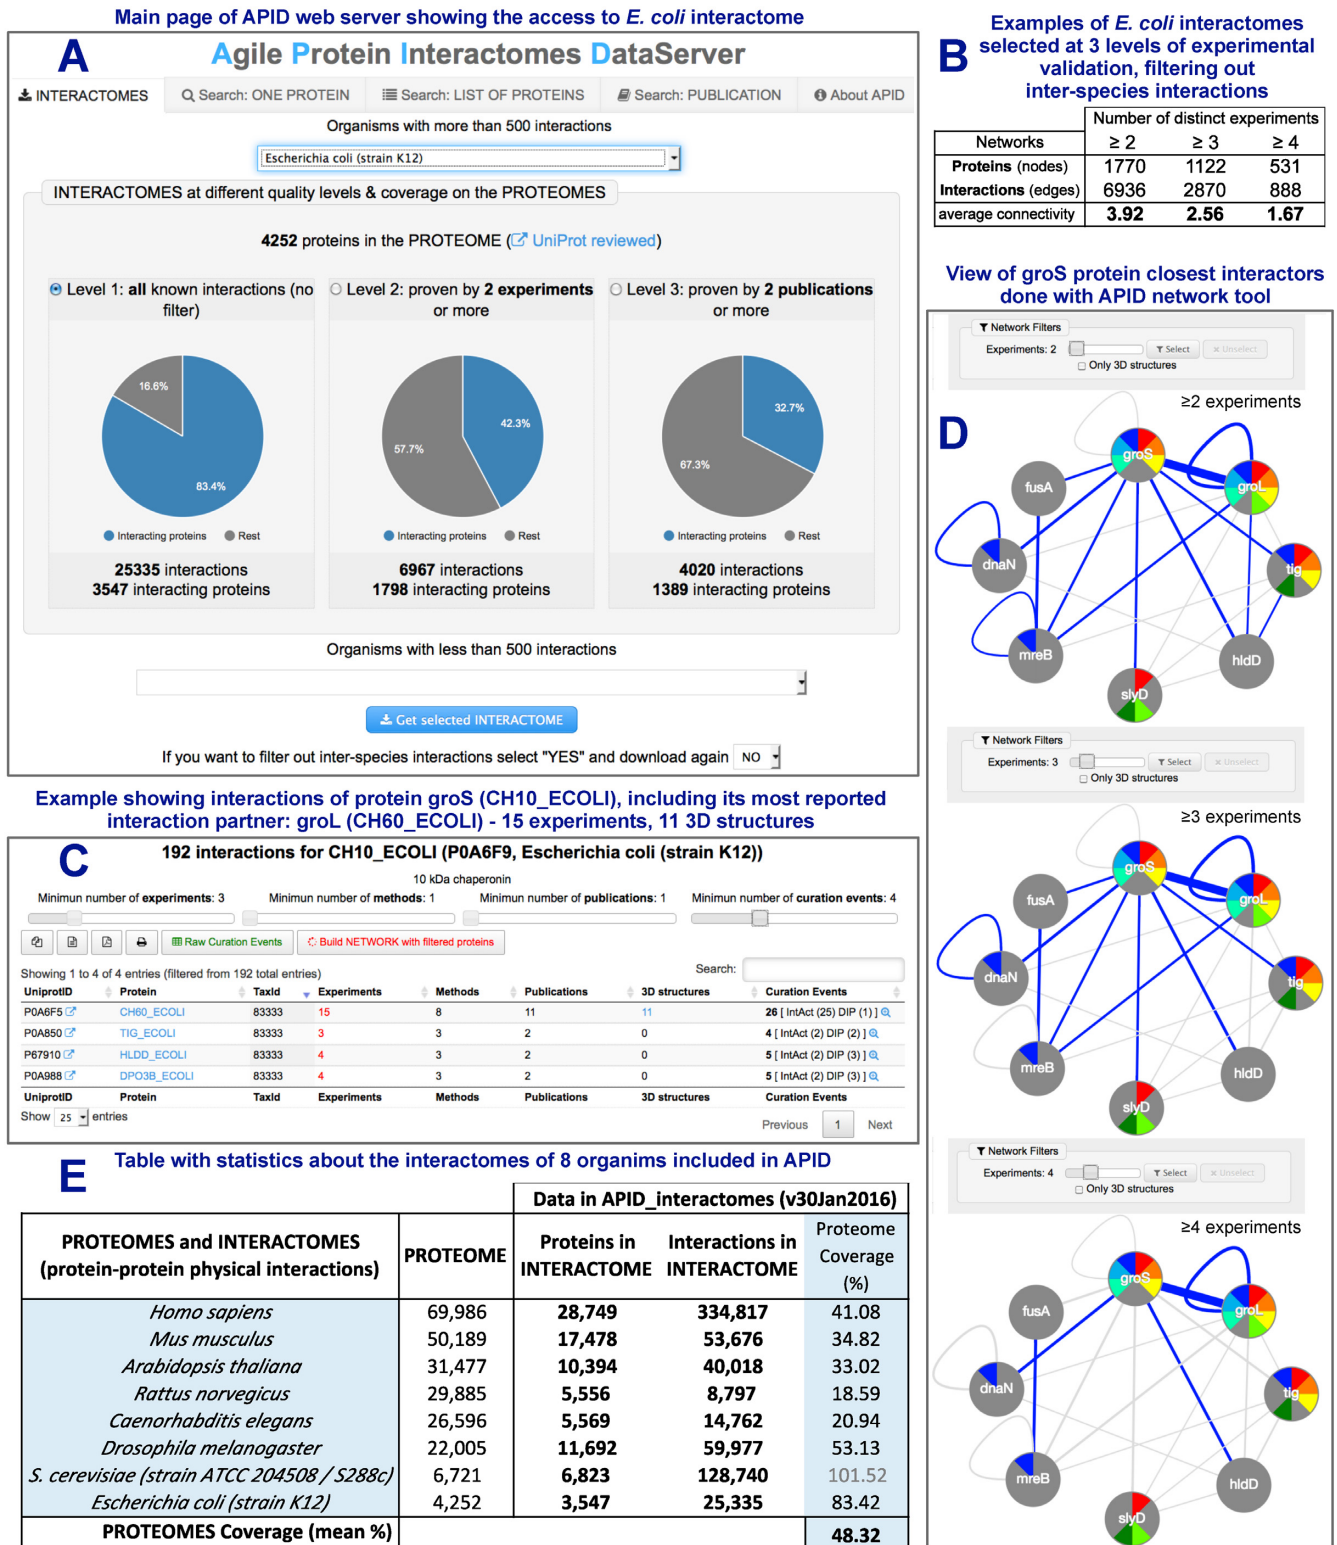 Main page of APID web server showing the access to E. coli interactome
A
Agile Protein Interactomes DataServer
INTERACTOMES
Search: ONE PROTEIN
Search: LIST OF PROTEINS
Search: PUBLICATION
About APID
Organisms with more than 500 interactions
Escherichia coli (strain K12)
INTERACTOMES at different quality levels & coverage on the PROTEOMES
4252 proteins in the PROTEOME (UniProt reviewed)
Level 1: all known interactions (no
filter)
Level 2: proven by 2 experiments
or more
Level 3: proven by 2 publications
or more
16.6%
83.4%
42.3%
57.7%
32.7%
67.3%
Interacting proteins Rest
Interacting proteins Rest
Interacting proteins Rest
25335 interactions
3547 interacting proteins
6967 interactions
1798 interacting proteins
4020 interactions
1389 interacting proteins
Organisms with less than 500 interactions
Get selected INTERACTOME
If you want to filter out inter-species interactions select "YES" and download again NO
B
Examples of E. coli interactomes
selected at 3 levels of experimental
validation, filtering out
inter-species interactions
Number of distinct experiments
Networks ≥ 2 ≥ 3 ≥ 4
Proteins (nodes) 1770 1122 531
Interactions (edges) 6936 2870 888
average connectivity 3.92 2.56 1.67
Example showing interactions of protein groS (CH10_ECOLI), including its most reported
interaction partner: groL (CH60_ECOLI) - 15 experiments, 11 3D structures
C
192 interactions for CH10_ECOLI (P0A6F9, Escherichia coli (strain K12))
10 kDa chaperonin
Minimun number of experiments: 3
Minimun number of methods: 1
Minimun number of publications: 1
Minimun number of curation events: 4
Raw Curation Events
Build NETWORK with filtered proteins
Showing 1 to 4 of 4 entries (filtered from 192 total entries)
Search:
UniprotID Protein TaxId Experiments Methods Publications 3D structures Curation Events
P0A6F5 CH60_ECOLI 83333 15 8 11 11 26 [ IntAct (25) DIP (1) ]
P0A850 TIG_ECOLI 83333 3 3 2 0 4 [ IntAct (2) DIP (2) ]
P67910 HLDD_ECOLI 83333 4 3 2 0 5 [ IntAct (2) DIP (3) ]
P0A988 DPO3B_ECOLI 83333 4 3 2 0 5 [ IntAct (2) DIP (3) ]
UniprotID Protein TaxId Experiments Methods Publications 3D structures Curation Events
Show 25 entries
Previous 1 Next
View of groS protein closest interactors
done with APID network tool
D
Network Filters
Experiments: 2
Select
Unselect
Only 3D structures
≥2 experiments
groS
fusA
groL
dnaN
tig
mreB
hldD
slyD
Network Filters
Experiments: 3
Select
Unselect
Only 3D structures
≥3 experiments
groS
fusA
groL
dnaN
tig
mreB
hldD
slyD
Network Filters
Experiments: 4
Select
Unselect
Only 3D structures
≥4 experiments
groS
fusA
groL
dnaN
tig
mreB
hldD
slyD
E
Table with statistics about the interactomes of 8 organims included in APID
Data in APID_interactomes (v30Jan2016)
PROTEOMES and INTERACTOMES
(protein-protein physical interactions)
PROTEOME
Proteins in
INTERACTOME
Interactions in
INTERACTOME
Proteome
Coverage
(%)
Homo sapiens 69,986 28,749 334,817 41.08
Mus musculus 50,189 17,478 53,676 34.82
Arabidopsis thaliana 31,477 10,394 40,018 33.02
Rattus norvegicus 29,885 5,556 8,797 18.59
Caenorhabditis elegans 26,596 5,569 14,762 20.94
Drosophila melanogaster 22,005 11,692 59,977 53.13
S. cerevisiae (strain ATCC 204508 / S288c) 6,721 6,823 128,740 101.52
Escherichia coli (strain K12) 4,252 3,547 25,335 83.42
PROTEOMES Coverage (mean %) 48.32